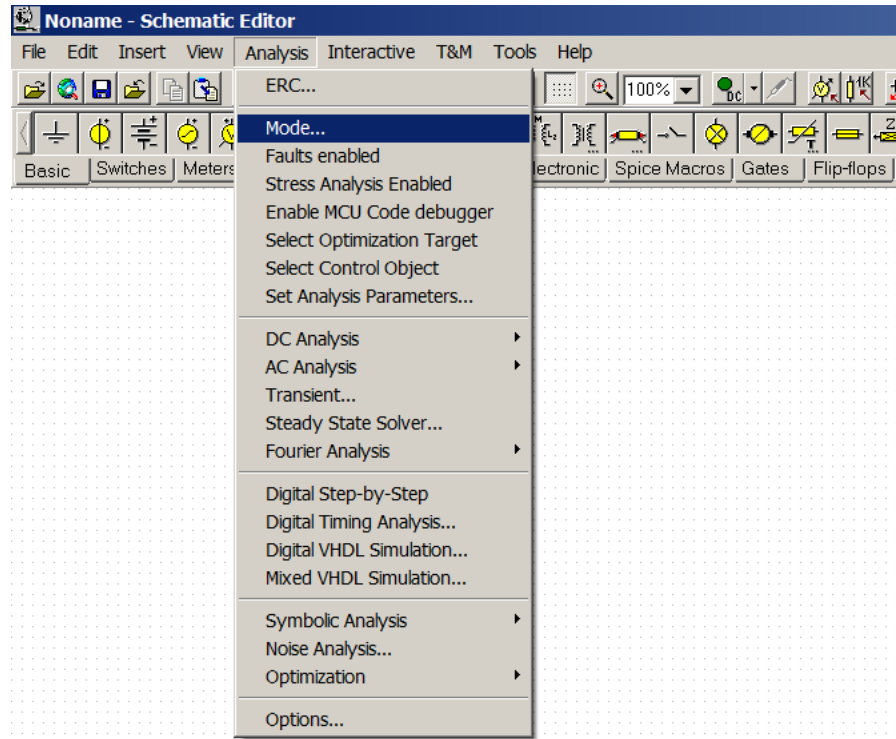 Noname - Schematic Editor
File Edit Insert View Analysis Interactive T&M Tools Help
100% DC 1K
Basic Switches Meters lectronic Spice Macros Gates Flip-flops
ERC...
Mode...
Faults enabled
Stress Analysis Enabled
Enable MCU Code debugger
Select Optimization Target
Select Control Object
Set Analysis Parameters...
DC Analysis
AC Analysis
Transient...
Steady State Solver...
Fourier Analysis
Digital Step-by-Step
Digital Timing Analysis...
Digital VHDL Simulation...
Mixed VHDL Simulation...
Symbolic Analysis
Noise Analysis...
Optimization
Options...